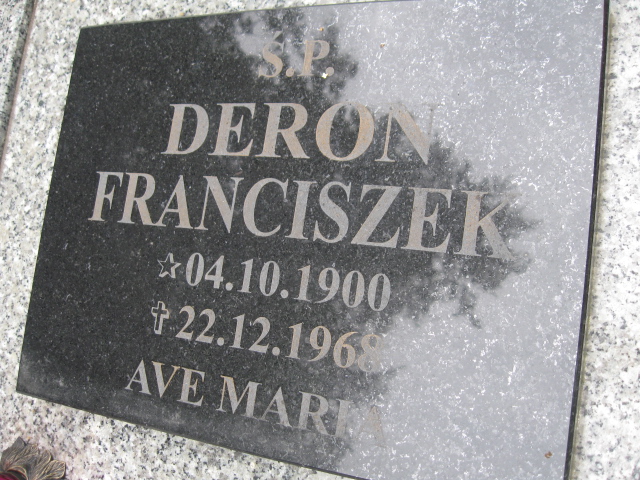 Ś.P.
DERON
FRANCISZEK
☆04.10.1900
✝22.12.1968
AVE MARIA